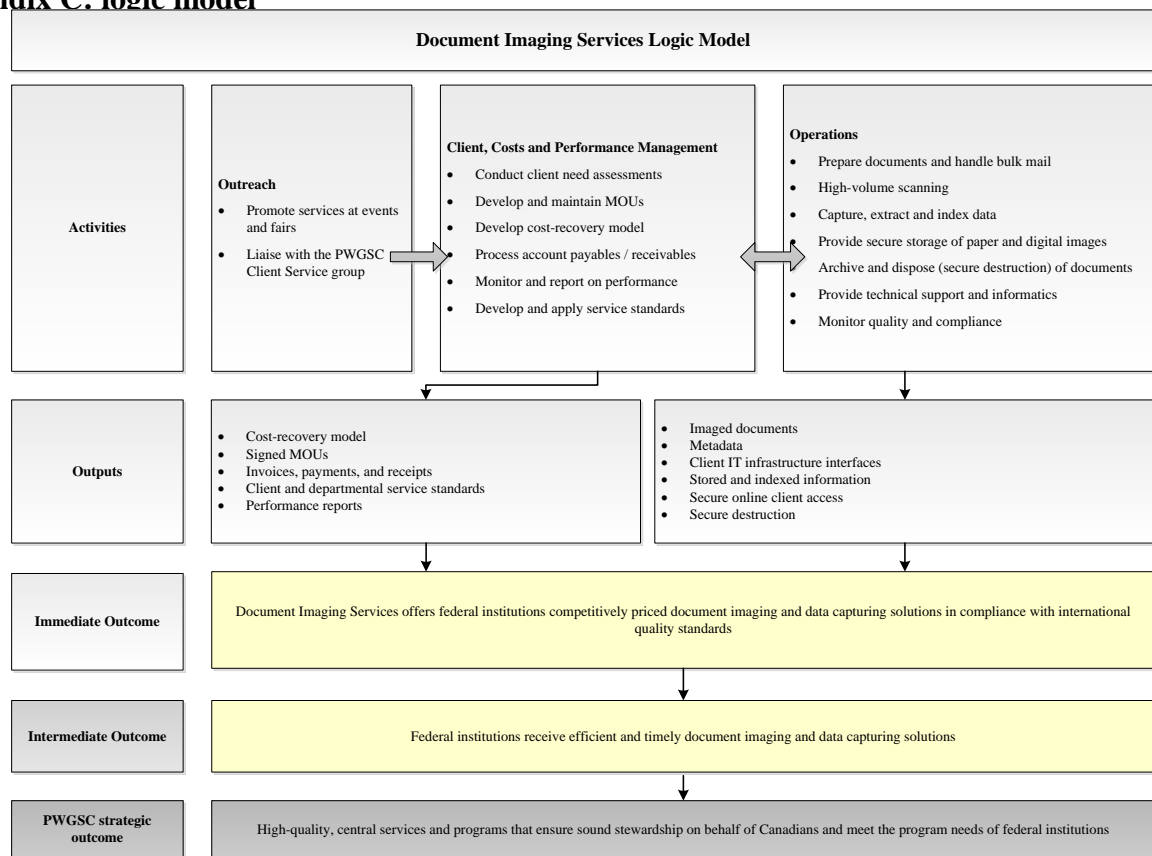 Document Imaging Services Logic Model
Activities
Outreach
• Promote services at events
and fairs
• Liaise with the PWGSC
Client Service group
Client, Costs and Performance Management
• Conduct client need assessments
• Develop and maintain MOUs
• Develop cost-recovery model
• Process account payables / receivables
• Monitor and report on performance
• Develop and apply service standards
Operations
• Prepare documents and handle bulk mail
• High-volume scanning
• Capture, extract and index data
• Provide secure storage of paper and digital images
Archive and dispose (secure destruction) of documents
• Provide technical support and informatics
• Monitor quality and compliance
Outputs
• Cost-recovery model
• Signed MOUs
• Invoices, payments, and receipts
• Client and departmental service standards
• Performance reports
• Imaged documents
• Metadata
• Client IT infrastructure interfaces
• Stored and indexed information
• Secure online client access
• Secure destruction
Immediate Outcome
Document Imaging Services offers federal institutions competitively priced document imaging and data capturing solutions in compliance with international
quality standards
Intermediate Outcome
Federal institutions receive efficient and timely document imaging and data capturing solutions
PWGSC strategic
outcome
High-quality, central services and programs that ensure sound stewardship on behalf of Canadians and meet the program needs of federal institutions